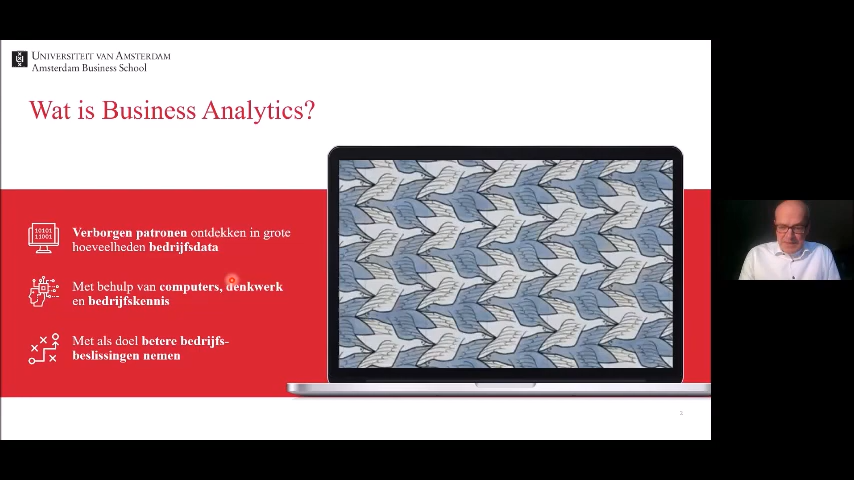 UNIVERSITEIT VAN AMSTERDAM
Amsterdam Business School
Wat is Business Analytics?
10101
11001
Verborgen patronen ontdekken in grote
hoeveelheden bedrijfsdata
Met behulp van computers, denkwerk
en bedrijfskennis
Met als doel betere bedrijfs-
beslissingen nemen